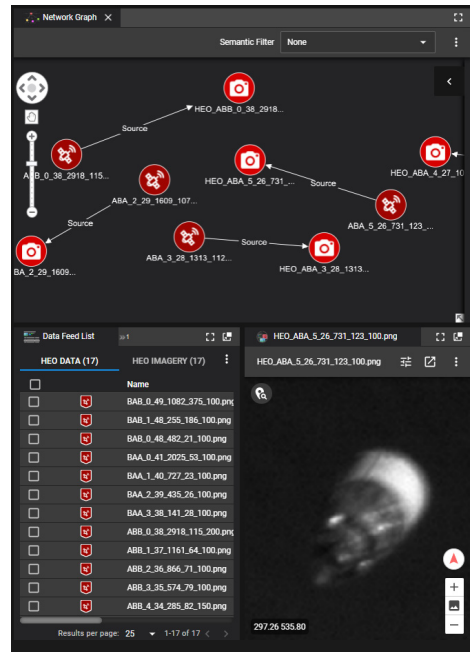 Network Graph
Semantic Filter None
HEO_ABB_0_38_2918...
Source
ABB_0_38_2918_115...
ABA_2_29_1609_107...
HEO_ABA_5_26_731_...
HEO_ABA_4_27_10
Source
Source
ABA_5_26_731_123_...
BA_2_29_1609...
Source
ABA_3_28_1313_112...
HEO_ABA_3_28_1313...
Data Feed List
HEO_ABA_5_26_731_123_100.png
HEO DATA (17) HEO IMAGERY (17)
HEO_ABA_5_26_731_123_100.png
Name
BAB_0_49_1082_375_100.png
BAB_1_48_255_186_100.png
BAB_0_48_482_21_100.png
BAA_0_41_2025_53_100.png
BAA_1_40_727_23_100.png
BAA_2_39_435_26_100.png
BAA_3_38_141_28_100.png
ABB_0_38_2918_115_200.png
ABB_1_37_1161_64_100.png
ABB_2_36_866_71_100.png
ABB_3_35_574_79_100.png
ABB_4_34_285_82_150.png
297.26 535.80
Results per page: 25 1-17 of 17